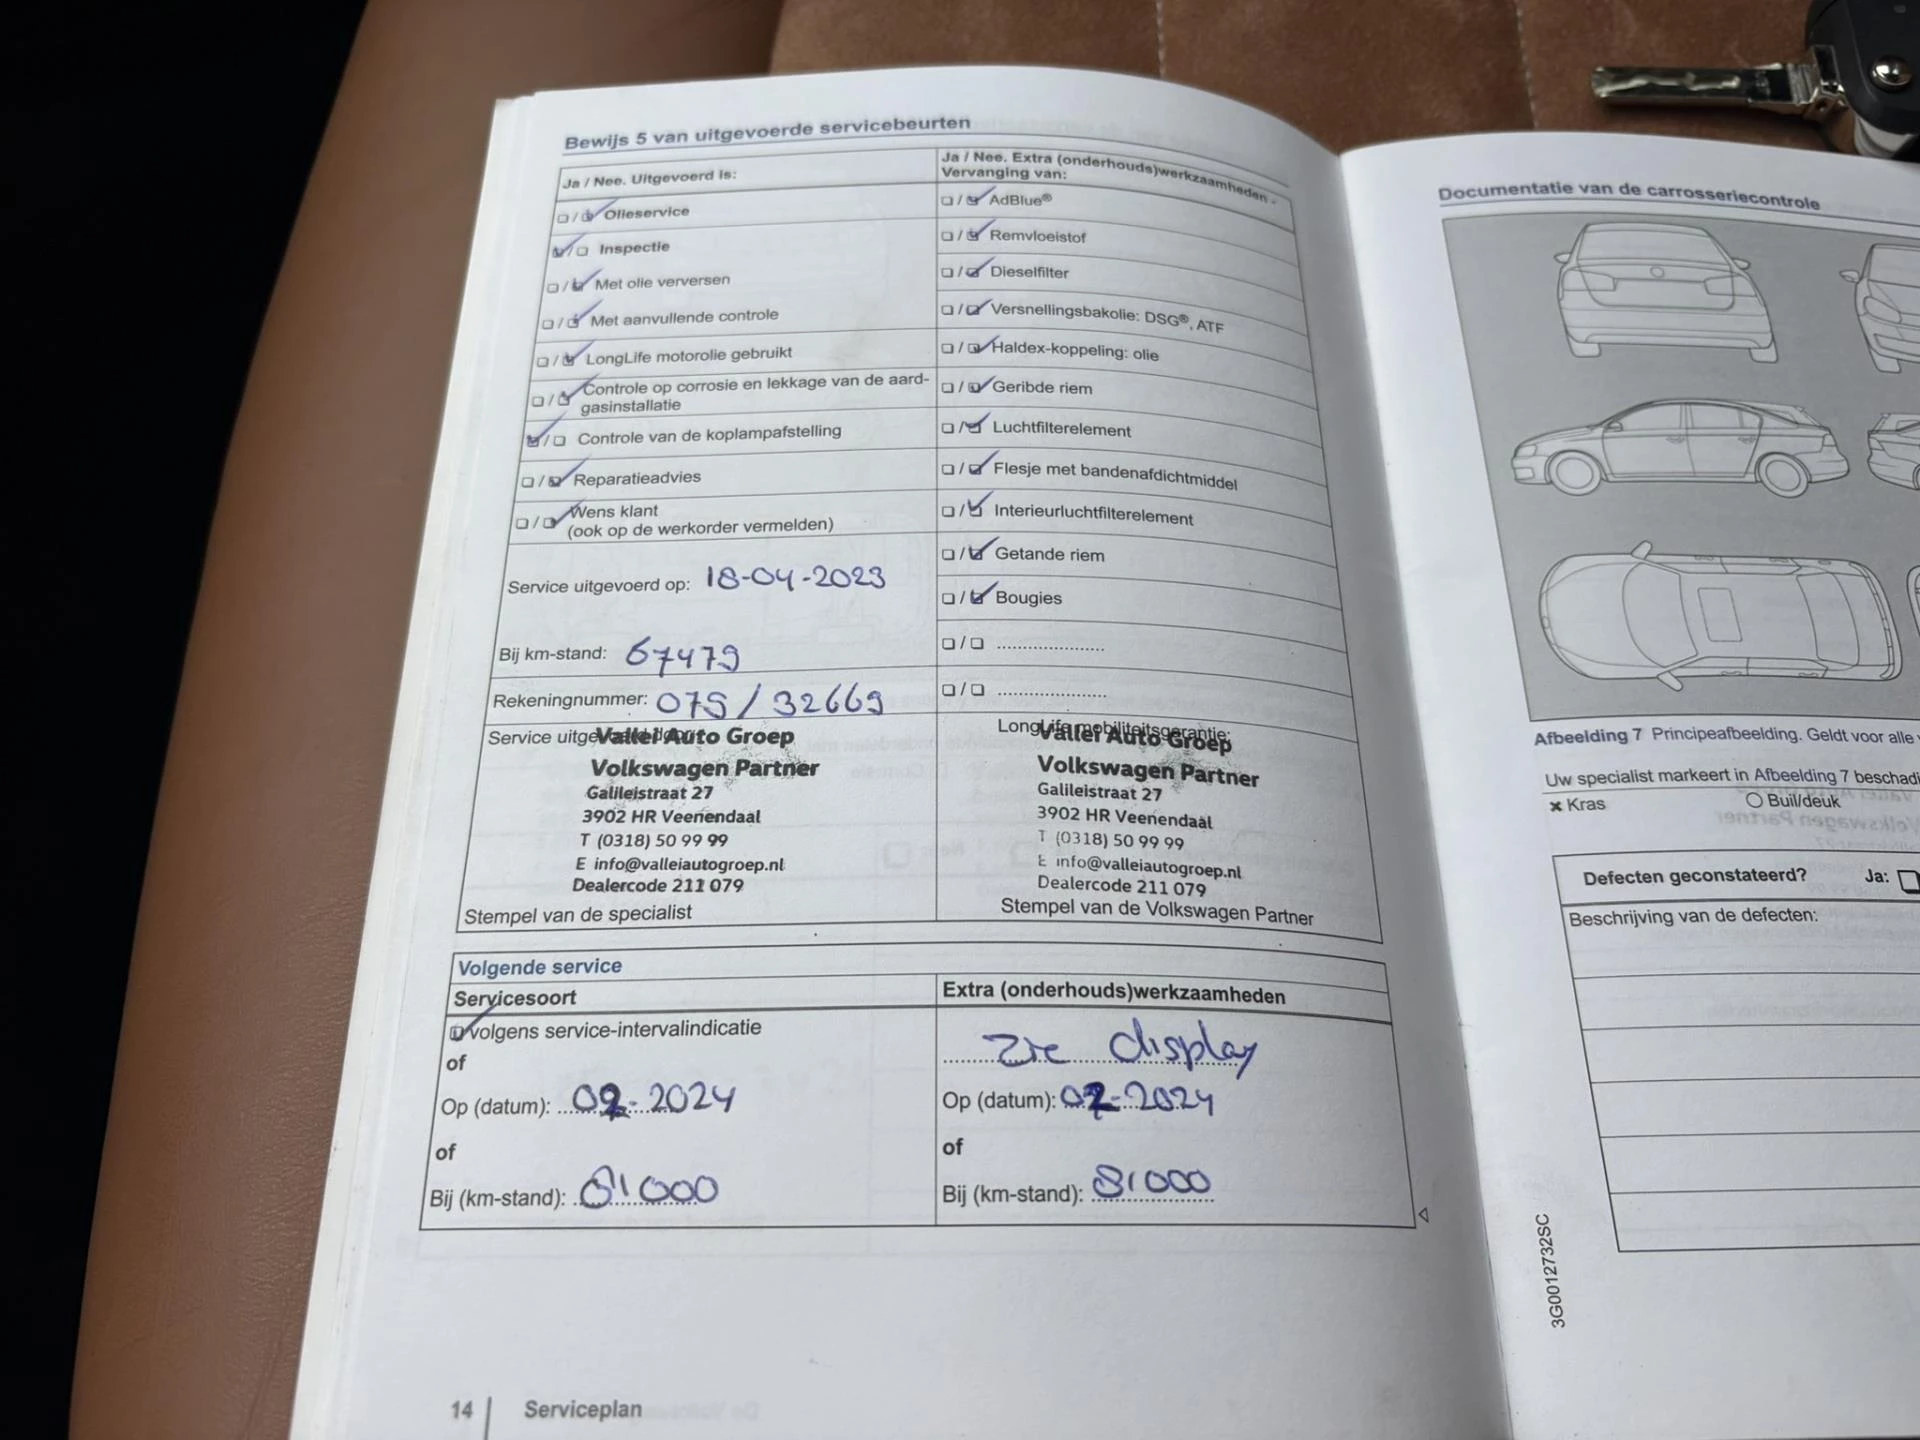 Bewijs 5 van uitgevoerde servicebeurten
Ja / Nee. Uitgevoerd is:
Olieservice
Inspectie
Met olie verversen
Met aanvullende controle
LongLife motorolie gebruikt
Controle op corrosie en lekkage van de aard-
gasinstallatie
Controle van de koplampafstelling
Reparatieadvies
Wens klant
(ook op de werkorder vermelden)
Service uitgevoerd op: 18-04-2023
Bij km-stand: 67479
Rekeningnummer: 075/32669
Service uitgevoerd door:
Vallei Auto Groep
Volkswagen Partner
Galileistraat 27
3902 HR Veenendaal
T (0318) 50 99 99
E info@valleiautogroep.nl
Dealercode 211 079
Stempel van de specialist
Ja / Nee. Extra (onderhouds)werkzaamheden -
Vervanging van:
AdBlue®
Remvloeistof
Dieselfilter
Versnellingsbakolie: DSG®, ATF
Haldex-koppeling: olie
Geribde riem
Luchtfilterelement
Flesje met bandenafdichtmiddel
Interieurluchtfilterelement
Getande riem
Bougies
LongLife mobiliteitsgarantie:
Vallei Auto Groep
Volkswagen Partner
Galileistraat 27
3902 HR Veenendaal
T (0318) 50 99 99
E info@valleiautogroep.nl
Dealercode 211 079
Stempel van de Volkswagen Partner
Volgende service
Servicesoort
volgens service-intervalindicatie
of
Op (datum): 02-2024
of
Bij (km-stand): 81000
Extra (onderhouds)werkzaamheden
Zie display
Op (datum): 02-2024
of
Bij (km-stand): 81000
14 | Serviceplan
Documentatie van de carrosseriecontrole
Afbeelding 7 Principeafbeelding. Geldt voor alle
Uw specialist markeert in Afbeelding 7
Kras
Buil/deuk
Defecten geconstateerd? Ja:
Beschrijving van de defecten:
3G0012732SC